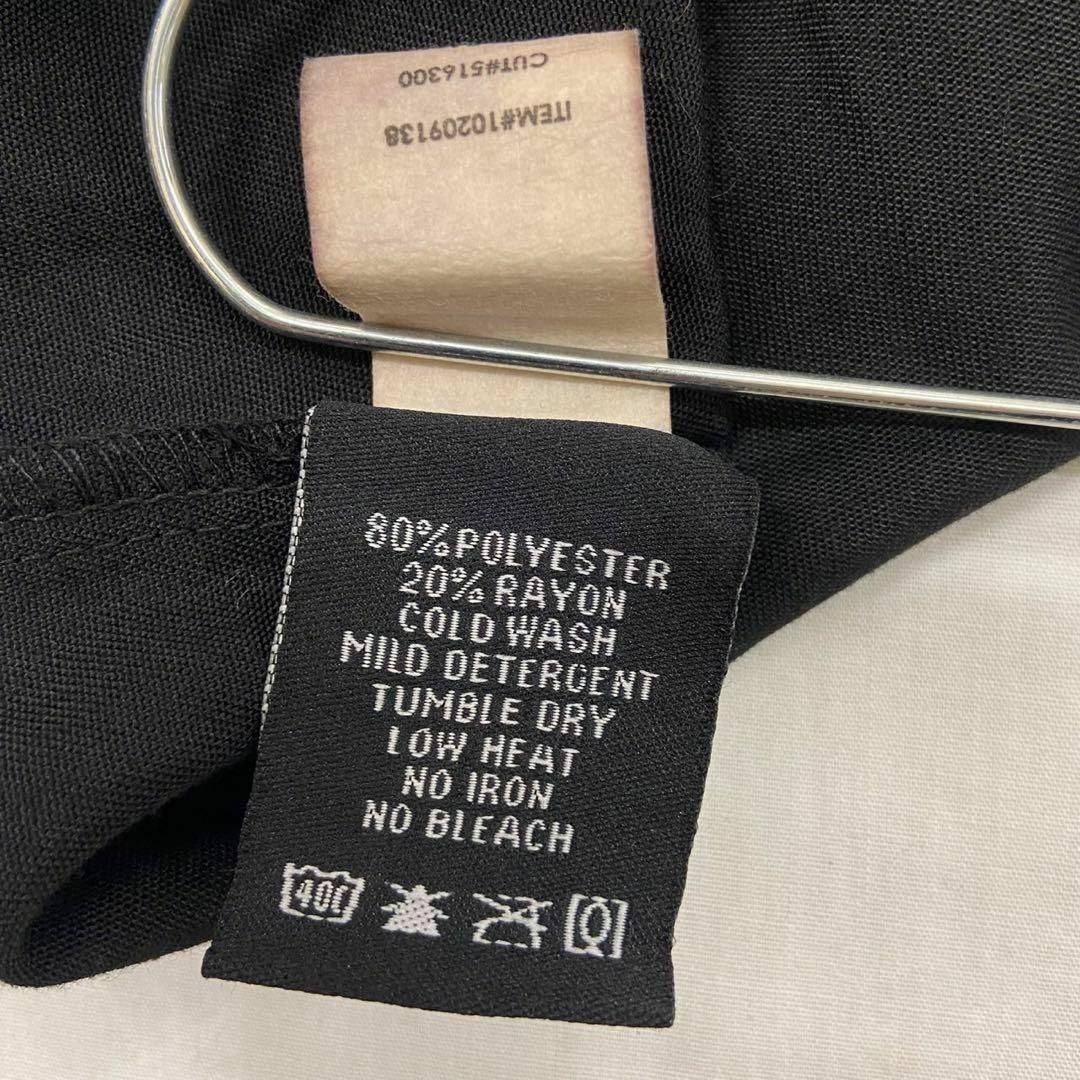 CUT#516300
ITEM#10209138
80% POLYESTER
20% RAYON
COLD WASH
MILD DETERGENT
TUMBLE DRY
LOW HEAT
NO IRON
NO BLEACH
40C